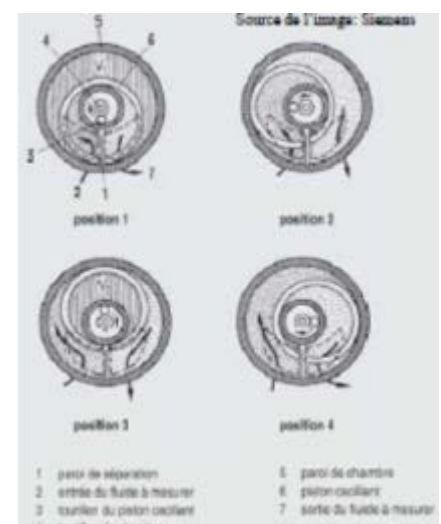 Source de l'image: Siemens
4 5 6
3 2 1 7
position 1
position 2
position 3
position 4
1 paroi de séparation
2 entrée du fluide à mesurer
3 tourillon du piston oscillant
5 paroi de chambre
6 piston oscillant
7 sortie du fluide à mesurer